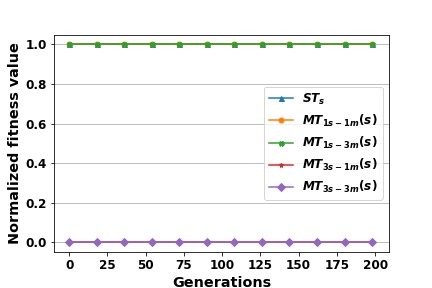 Normalized fitness value
1.0
0.8
0.6
0.4
0.2
0.0
ST_s
MT_{1s-1m}(s)
MT_{1s-3m}(s)
MT_{3s-1m}(s)
MT_{3s-3m}(s)
0 25 50 75 100 125 150 175 200
Generations